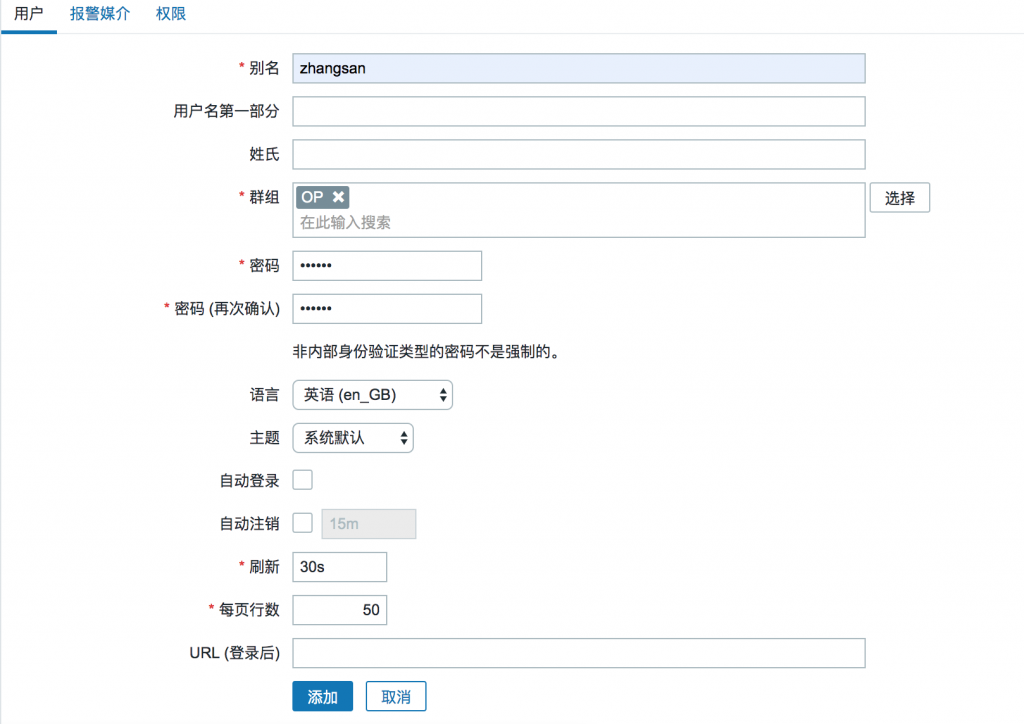 用户 报警媒介 权限
* 别名 zhangsan
用户名第一部分
姓氏
* 群组 OP ✖ 选择
在此输入搜索
* 密码 ••••••
* 密码 (再次确认) ••••••
非内部身份验证类型的密码不是强制的。
语言 英语 (en_GB)
主题 系统默认
自动登录
自动注销 15m
* 刷新 30s
* 每页行数 50
URL (登录后)
添加 取消